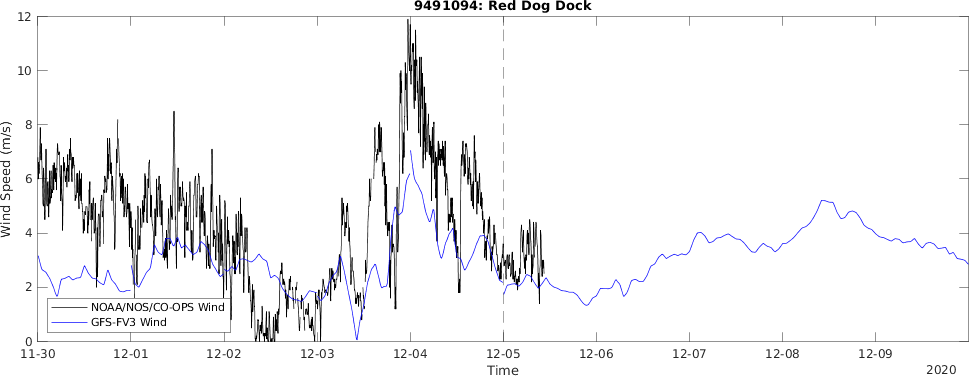 9491094: Red Dog Dock
Wind Speed (m/s)
12
10
8
6
4
2
0
NOAA/NOS/CO-OPS Wind
GFS-FV3 Wind
11-30 12-01 12-02 12-03 12-04 12-05 12-06 12-07 12-08 12-09
Time
2020